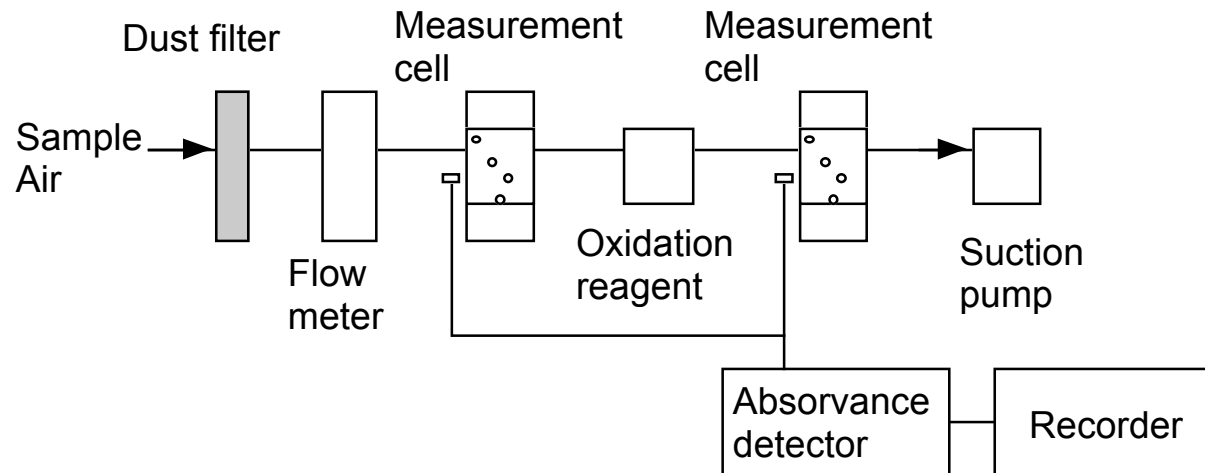 Dust filter
Measurement
cell
Measurement
cell
Sample
Air
Flow
meter
Oxidation
reagent
Suction
pump
Absorvance
detector
Recorder